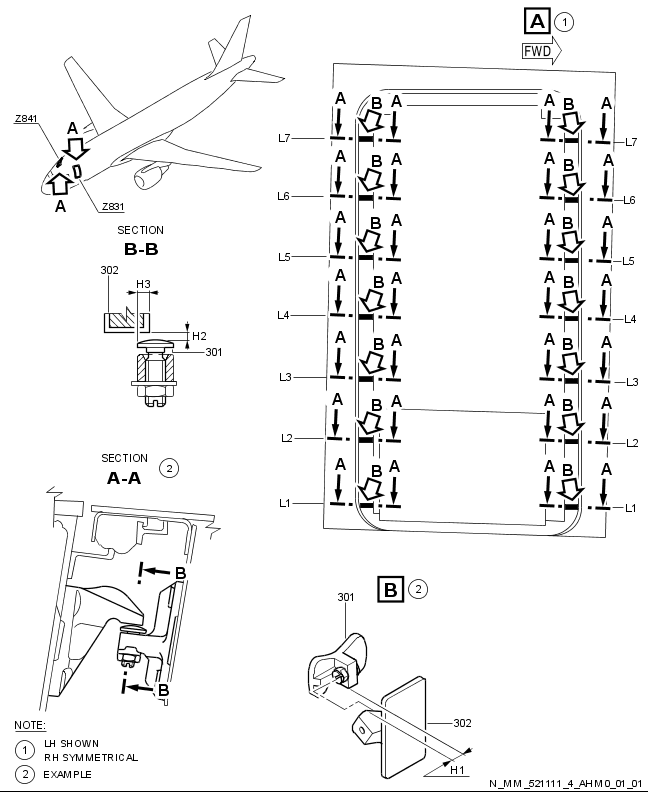 A 1
FWD
Z841
A
A
Z831
SECTION
B-B
302
H3
H2
301
SECTION 2
A-A
B
B
A B A A B A
L7 L7
A B A A B A
L6 L6
A B A A B A
L5 L5
A B A A B A
L4 L4
A B A A B A
L3 L3
A B A A B A
L2 L2
A B A A B A
L1 L1
B 2
301
302
H1
NOTE:
1 LH SHOWN
RH SYMMETRICAL
2 EXAMPLE
N_MM_521111_4_AHM0_01_01